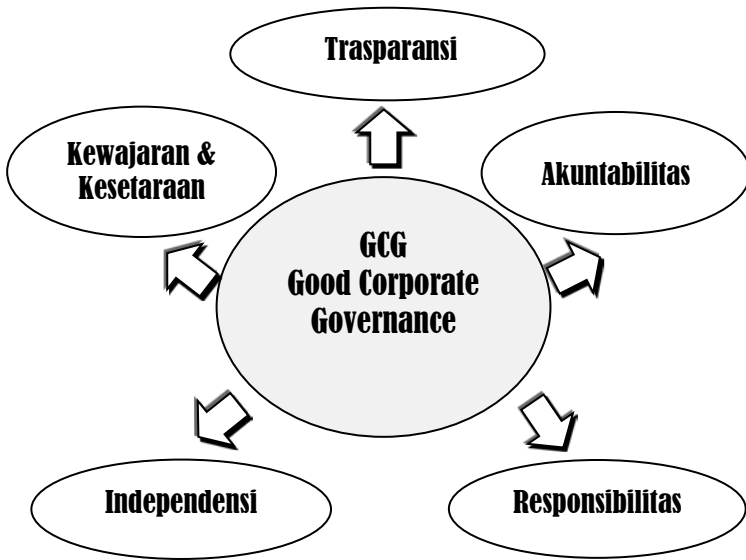 Trasparansi
Kewajaran &
Kesetaraan
Akuntabilitas
GCG
Good Corporate
Governance
Independensi
Responsibilitas